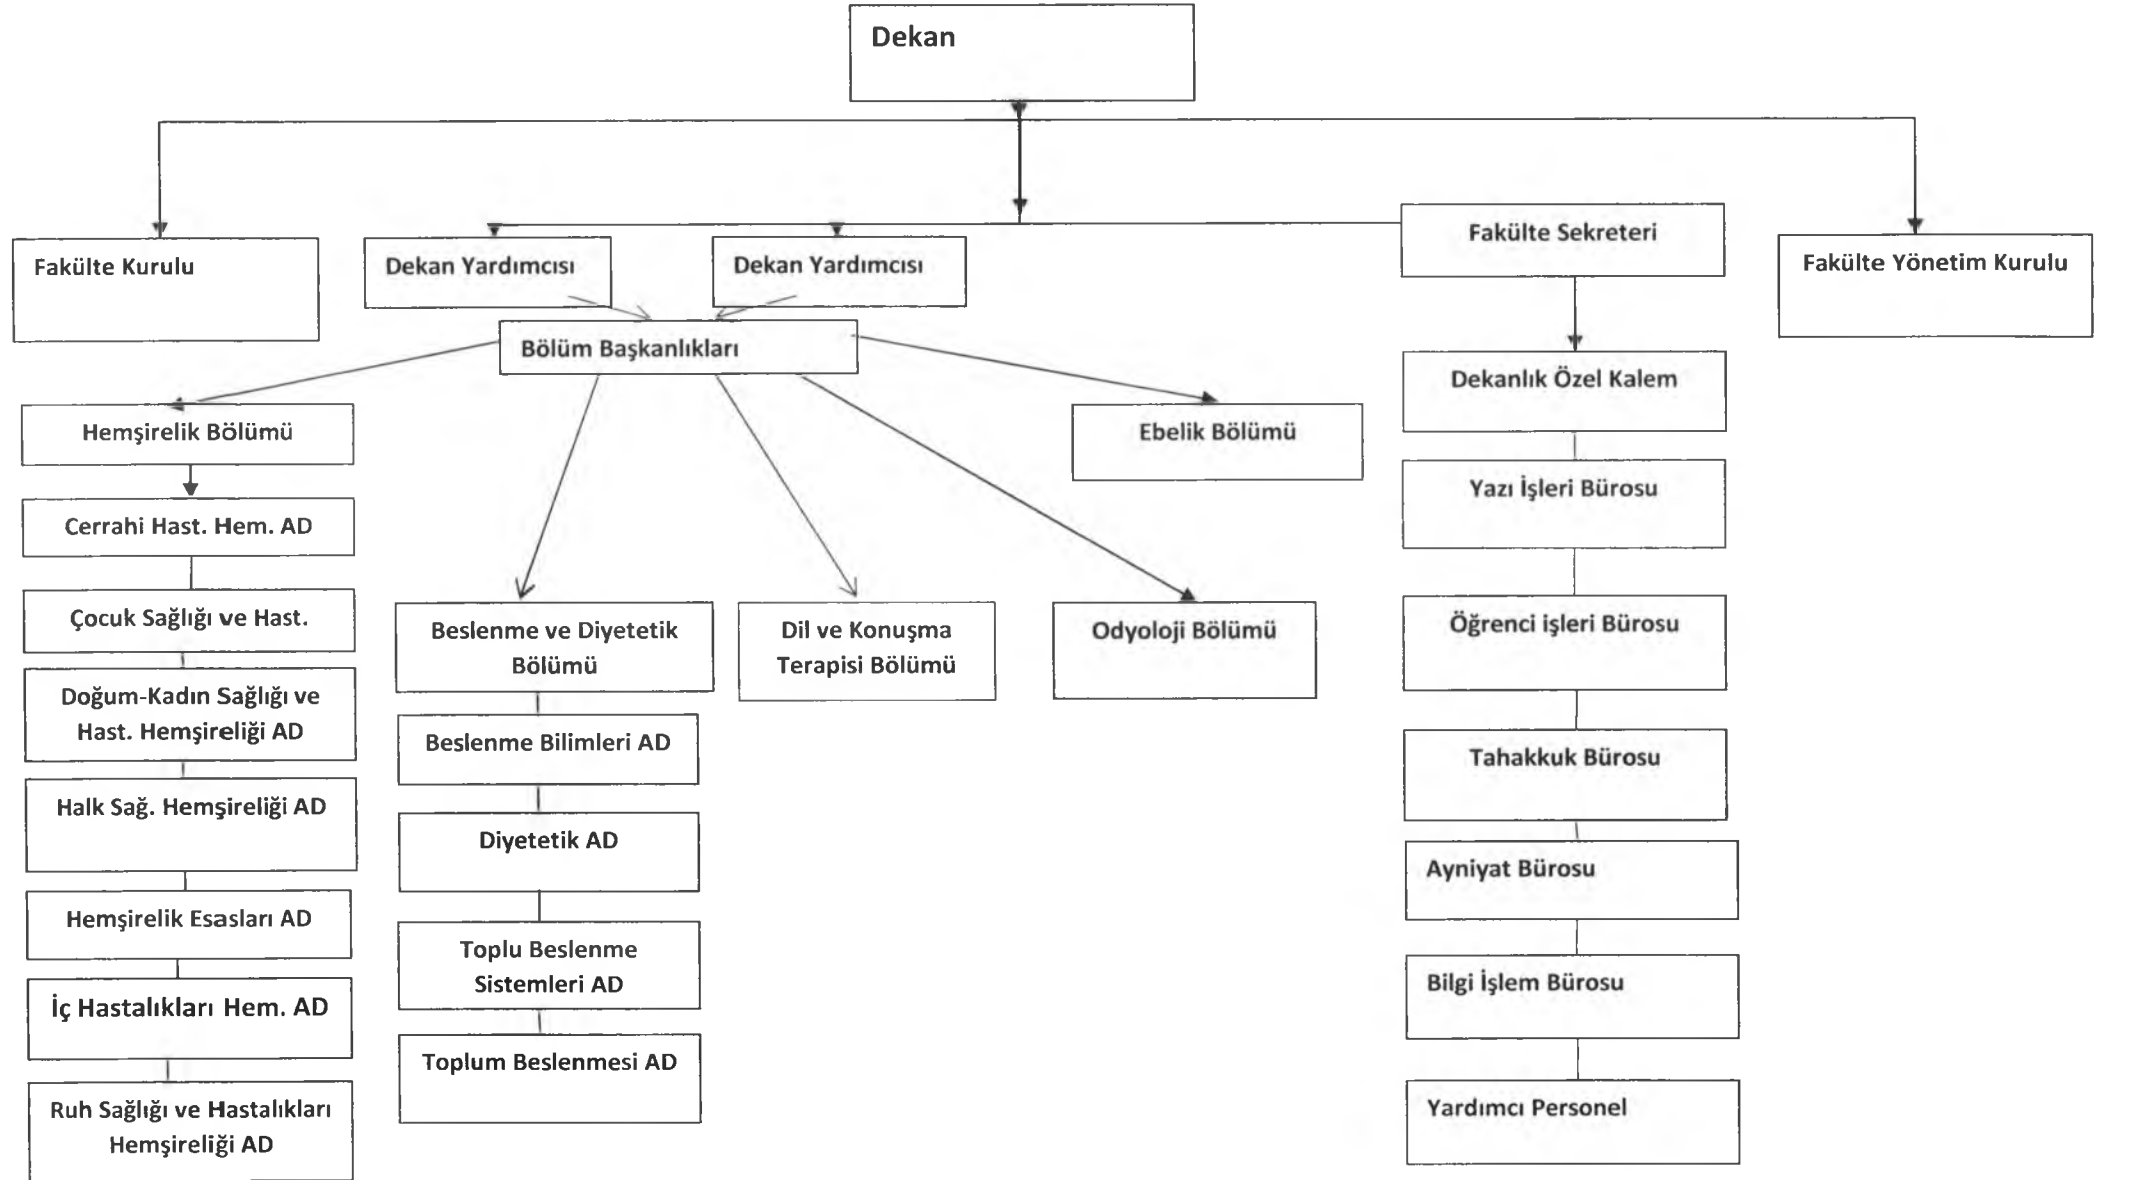 Dekan
Fakülte Kurulu
Dekan Yardımcısı
Dekan Yardımcısı
Fakülte Sekreteri
Fakülte Yönetim Kurulu
Bölüm Başkanlıkları
Dekanlık Özel Kalem
Hemşirelik Bölümü
Ebelik Bölümü
Yazı İşleri Bürosu
Cerrahi Hast. Hem. AD
Çocuk Sağlığı ve Hast.
Doğum-Kadın Sağlığı ve
Hast. Hemşireliği AD
Halk Sağ. Hemşireliği AD
Hemşirelik Esasları AD
İç Hastalıkları Hem. AD
Ruh Sağlığı ve Hastalıkları
Hemşireliği AD
Beslenme ve Diyetetik
Bölümü
Beslenme Bilimleri AD
Diyetetik AD
Toplu Beslenme
Sistemleri AD
Toplum Beslenmesi AD
Dil ve Konuşma
Terapisi Bölümü
Odyoloji Bölümü
Öğrenci işleri Bürosu
Tahakkuk Bürosu
Ayniyat Bürosu
Bilgi İşlem Bürosu
Yardımcı Personel